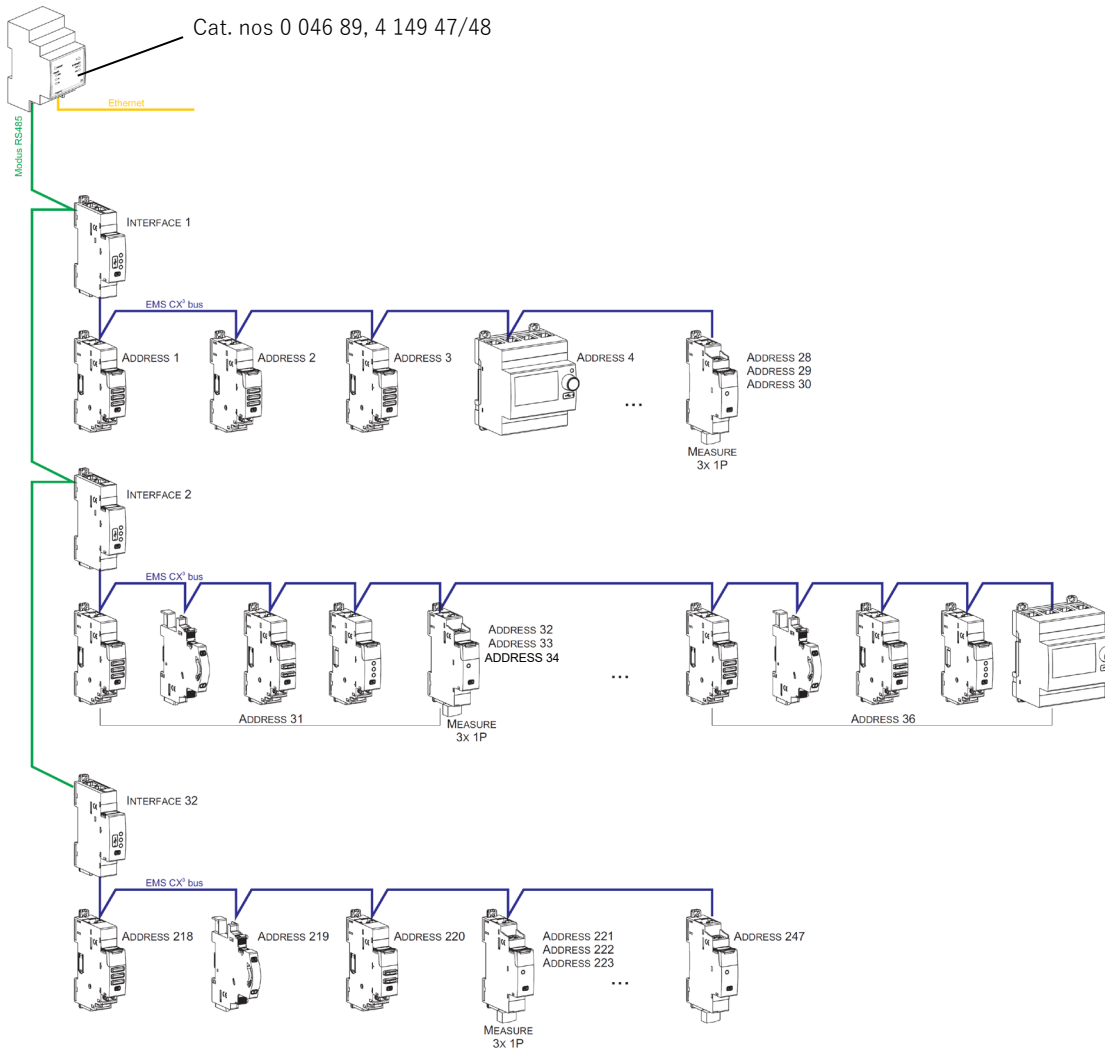 Cat. nos 0 046 89, 4 149 47/48
Ethernet
Modus RS485
INTERFACE 1
EMS CX³ bus
ADDRESS 1
ADDRESS 2
ADDRESS 3
ADDRESS 4
ADDRESS 28
ADDRESS 29
ADDRESS 30
...
MEASURE
3X 1P
INTERFACE 2
EMS CX³ bus
ADDRESS 32
ADDRESS 33
ADDRESS 34
...
ADDRESS 31
MEASURE
3X 1P
ADDRESS 36
INTERFACE 32
EMS CX³ bus
ADDRESS 218
ADDRESS 219
ADDRESS 220
ADDRESS 221
ADDRESS 222
ADDRESS 223
ADDRESS 247
...
MEASURE
3X 1P